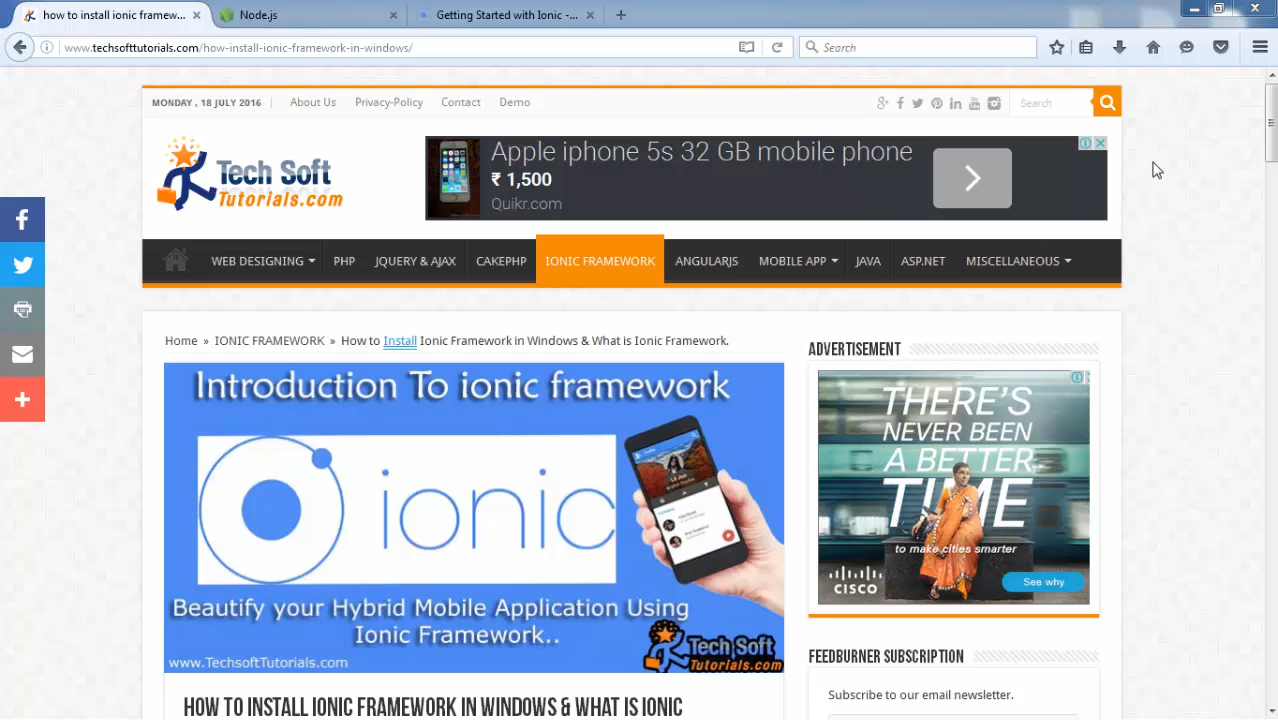 how to install ionic framew...
Node.js
Getting Started with Ionic -...
www.techsofttutorials.com/how-install-ionic-framework-in-windows/
Search
MONDAY , 18 JULY 2016
About Us
Privacy-Policy
Contact
Demo
Search
Tech Soft
Tutorials.com
Apple iphone 5s 32 GB mobile phone
₹ 1,500
Quikr.com
WEB DESIGNING
PHP
JQUERY & AJAX
CAKEPHP
IONIC FRAMEWORK
ANGULARJS
MOBILE APP
JAVA
ASP.NET
MISCELLANEOUS
Home » IONIC FRAMEWORK » How to Install Ionic Framework in Windows & What is Ionic Framework.
Introduction To ionic framework
ionic
Beautify your Hybrid Mobile Application Using
Ionic Framework..
www.TechsoftTutorials.com
Tech Soft
Tutorials.com
HOW TO INSTALL IONIC FRAMEWORK IN WINDOWS & WHAT IS IONIC
ADVERTISEMENT
THERE'S
NEVER BEEN
A BETTER
TIME
to make cities smarter
CISCO
See why
FEEDBURNER SUBSCRIPTION
Subscribe to our email newsletter.